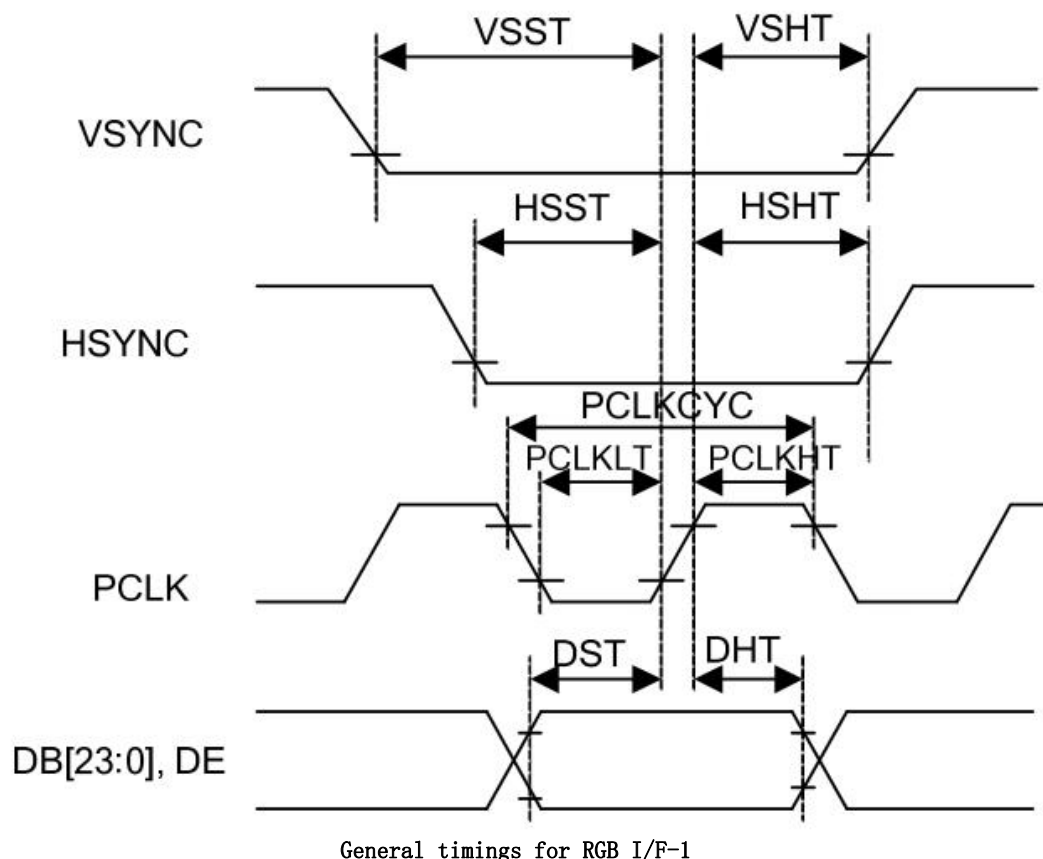 VSST VSHT
VSYNC
HSST HSHT
HSYNC
PCLKCYC
PCLKLT PCLKHT
PCLK
DST DHT
DB[23:0], DE
General timings for RGB I/F-1